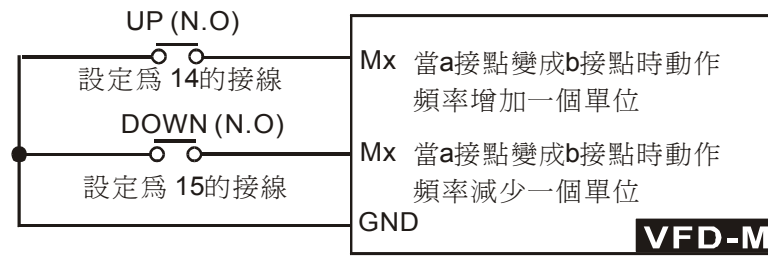 UP (N.O)
Mx 當a接點變成b接點時動作
設定爲 14的接線
頻率增加一個單位
DOWN (N.O)
Mx 當a接點變成b接點時動作
設定爲 15的接線
頻率減少一個單位
GND
VFD-M